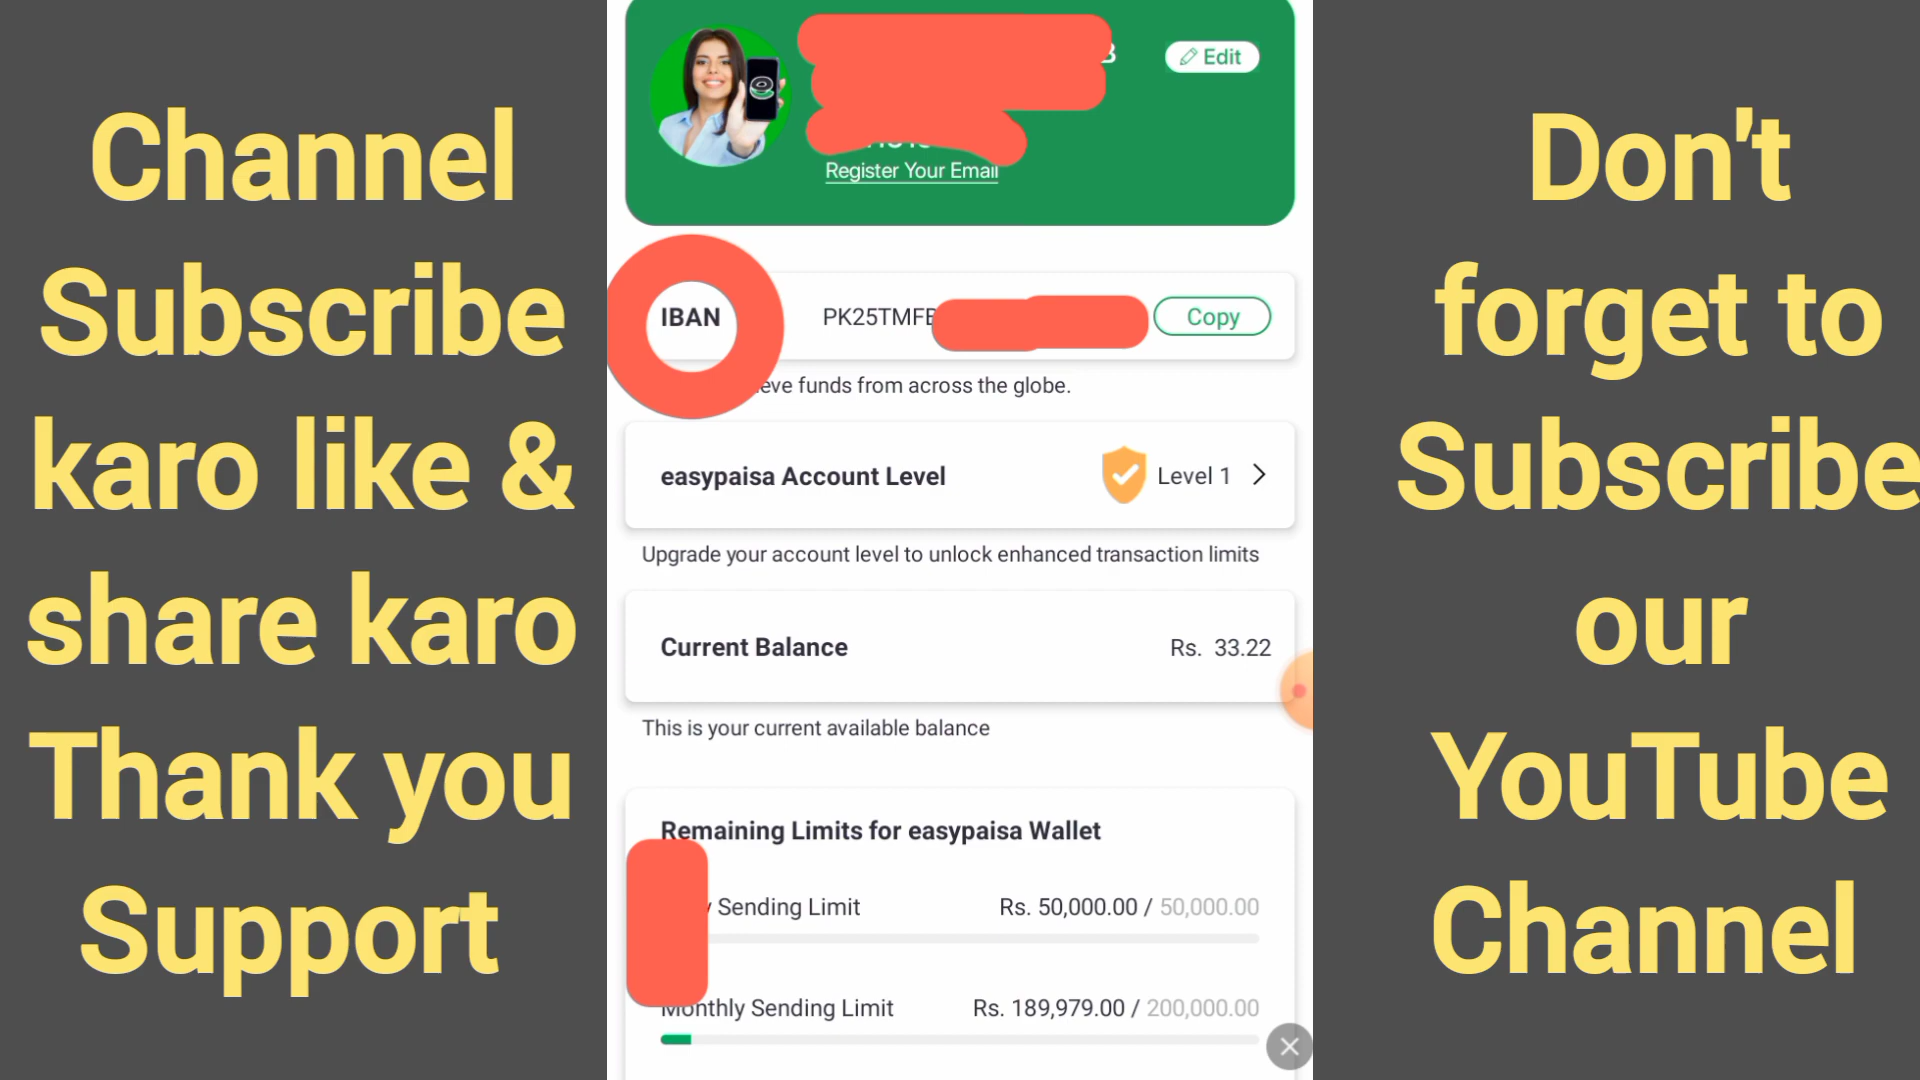 Channel
Subscribe
karo like &
share karo
Thank you
Support
Edit
Register Your Email
IBAN
PK25TMF
Copy
funds from across the globe.
easypaisa Account Level
Level 1
Upgrade your account level to unlock enhanced transaction limits
Current Balance
Rs. 33.22
This is your current available balance
Remaining Limits for easypaisa Wallet
Sending Limit
Rs. 50,000.00 / 50,000.00
Monthly Sending Limit
Rs. 189,979.00 / 200,000.00
Don't
forget to
Subscribe
our
YouTube
Channel